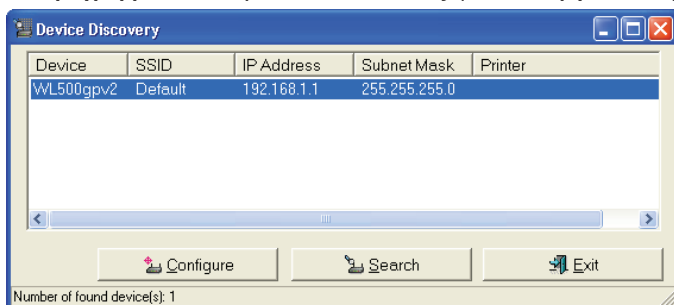 Device Discovery
Device SSID IP Address Subnet Mask Printer
WL500gpv2 Default 192.168.1.1 255.255.255.0
Configure Search Exit
Number of found device(s): 1